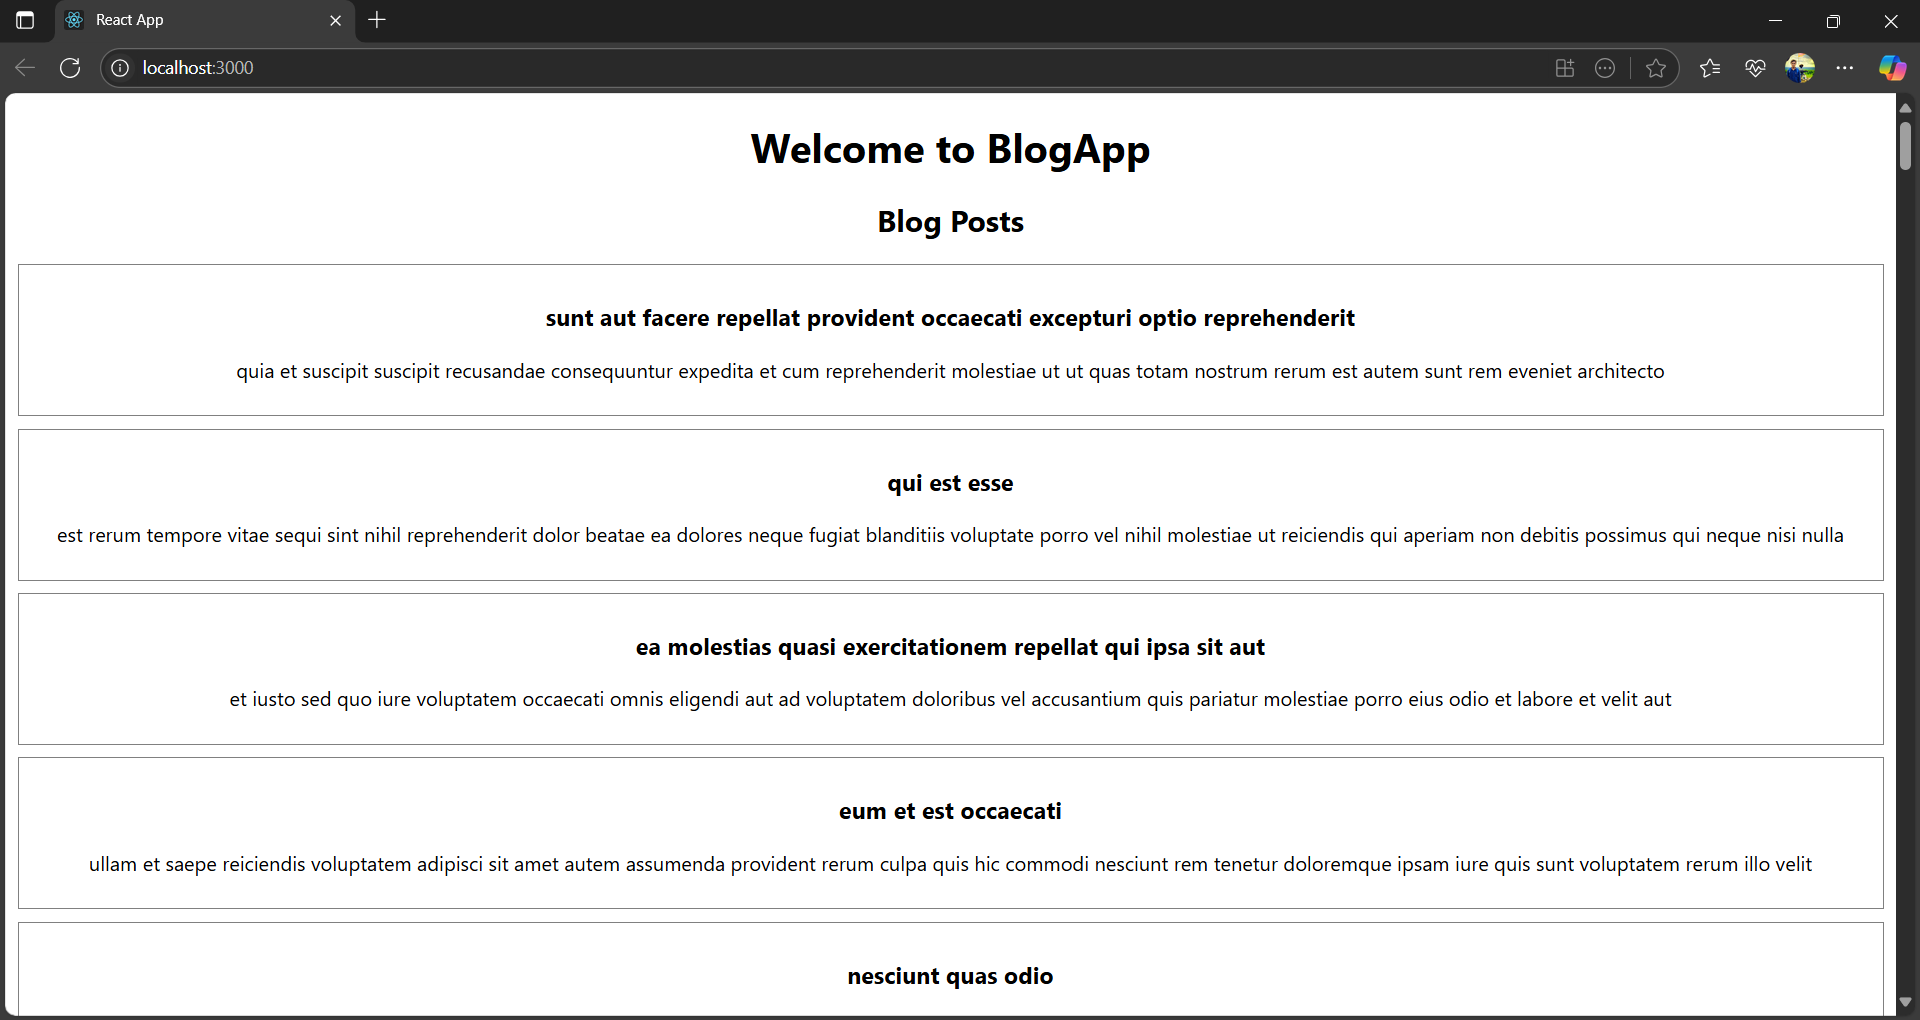 React App
localhost:3000
Welcome to BlogApp
Blog Posts
sunt aut facere repellat provident occaecati excepturi optio reprehenderit
quia et suscipit suscipit recusandae consequuntur expedita et cum reprehenderit molestiae ut ut quas totam nostrum rerum est autem sunt rem eveniet architecto
qui est esse
est rerum tempore vitae sequi sint nihil reprehenderit dolor beatae ea dolores neque fugiat blanditiis voluptate porro vel nihil molestiae ut reiciendis qui aperiam non debitis possimus qui neque nisi nulla
ea molestias quasi exercitationem repellat qui ipsa sit aut
et iusto sed quo iure voluptatem occaecati omnis eligendi aut ad voluptatem doloribus vel accusantium quis pariatur molestiae porro eius odio et labore et velit aut
eum et est occaecati
ullam et saepe reiciendis voluptatem adipisci sit amet autem assumenda provident rerum culpa quis hic commodi nesciunt rem tenetur doloremque ipsam iure quis sunt voluptatem rerum illo velit
nesciunt quas odio